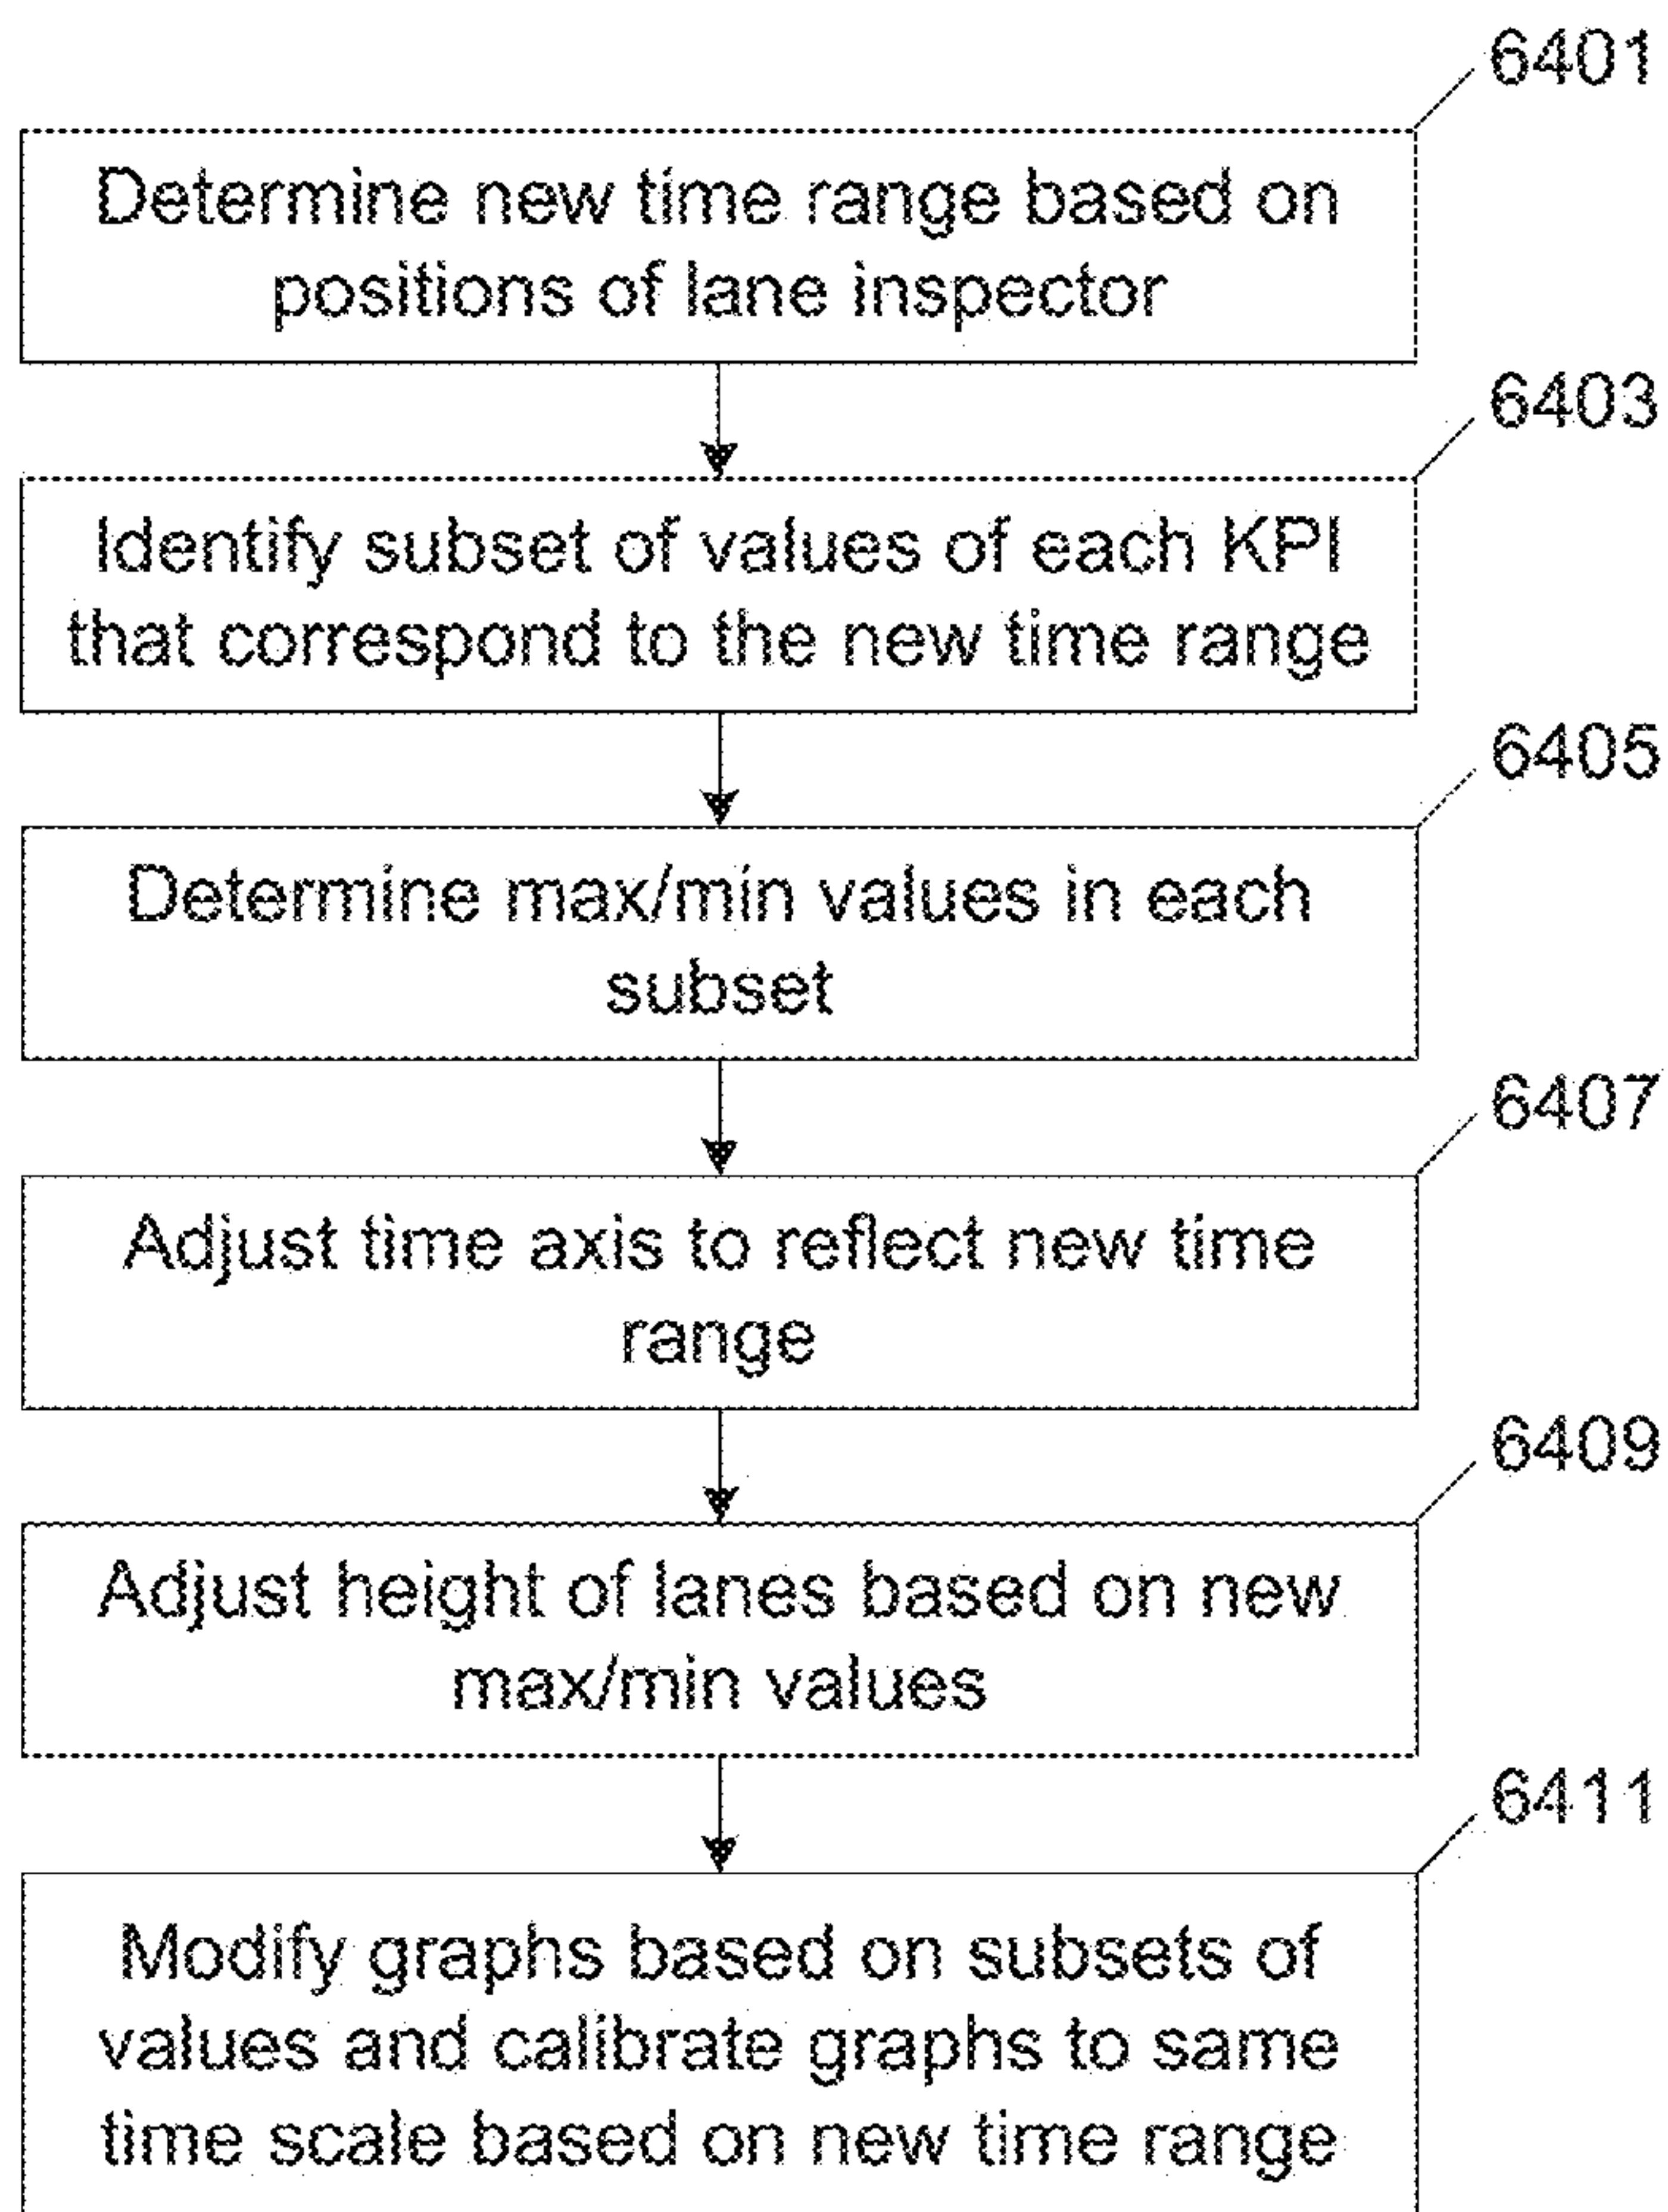 6401
Determine new time range based on
positions of lane inspector
6403
Identify subset of values of each KPI
that correspond to the new time range
6405
Determine max/min values in each
subset
6407
Adjust time axis to reflect new time
range
6409
Adjust height of lanes based on new
max/min values
6411
Modify graphs based on subsets of
values and calibrate graphs to same
time scale based on new time range